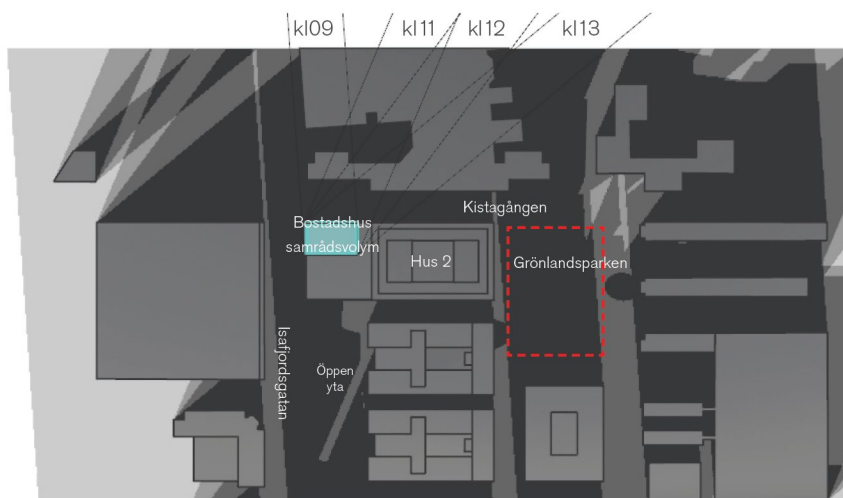 kl09
kl11
kl12
kl13
Kistagången
Bostadshus
samrådsvolym
Hus 2
Grönlandsparken
Isafjordsgatan
Öppen
yta